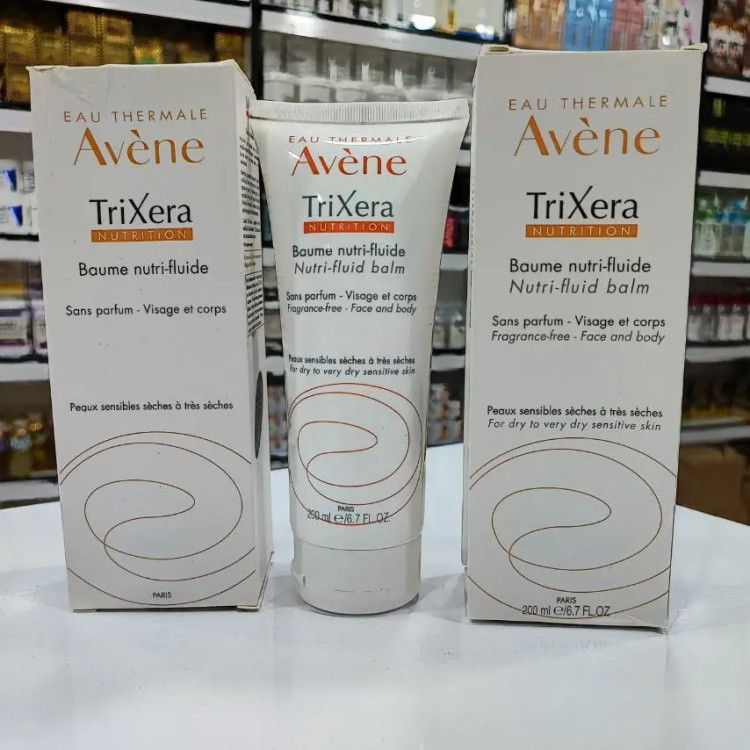 EAU THERMALE
Avène
TriXera
NUTRITION
Baume nutri-fluide
Sans parfum - Visage et corps
Peaux sensibles sèches à très sèches
PARIS
EAU THERMALE
Avène
TriXera
NUTRITION
Baume nutri-fluide
Nutri-fluid balm
Sans parfum - Visage et corps
Fragrance-free - Face and body
Peaux sensibles sèches à très sèches
For dry to very dry sensitive skin
PARIS
200 ml e/6.7 FL.OZ.
EAU THERMALE
Avène
TriXera
NUTRITION
Baume nutri-fluide
Nutri-fluid balm
Sans parfum - Visage et corps
Fragrance-free - Face and body
Peaux sensibles sèches à très sèches
For dry to very dry sensitive skin
PARIS
200 ml e/6.7 FL.OZ